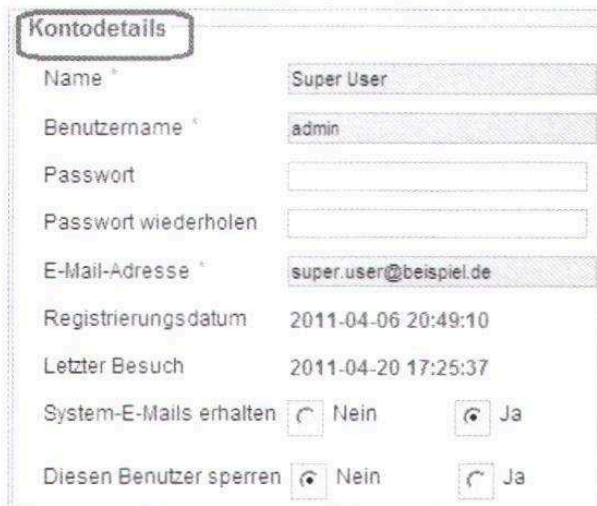 Kontodetails
Name * Super User
Benutzername * admin
Passwort
Passwort wiederholen
E-Mail-Adresse * super.user@beispiel.de
Registrierungsdatum 2011-04-06 20:49:10
Letzter Besuch 2011-04-20 17:25:37
System-E-Mails erhalten Nein Ja
Diesen Benutzer sperren Nein Ja